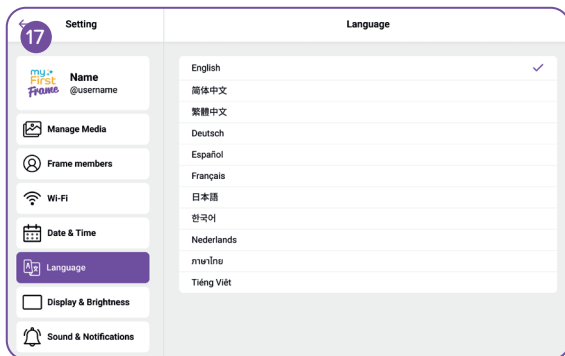 17
Setting
my
First
Frame
Name
@username
Manage Media
Frame members
Wi-Fi
Date & Time
Language
Display & Brightness
Sound & Notifications
Language
English
简体中文
繁體中文
Deutsch
Español
Français
日本語
한국어
Nederlands
ภาษาไทย
Tiéng Viêt